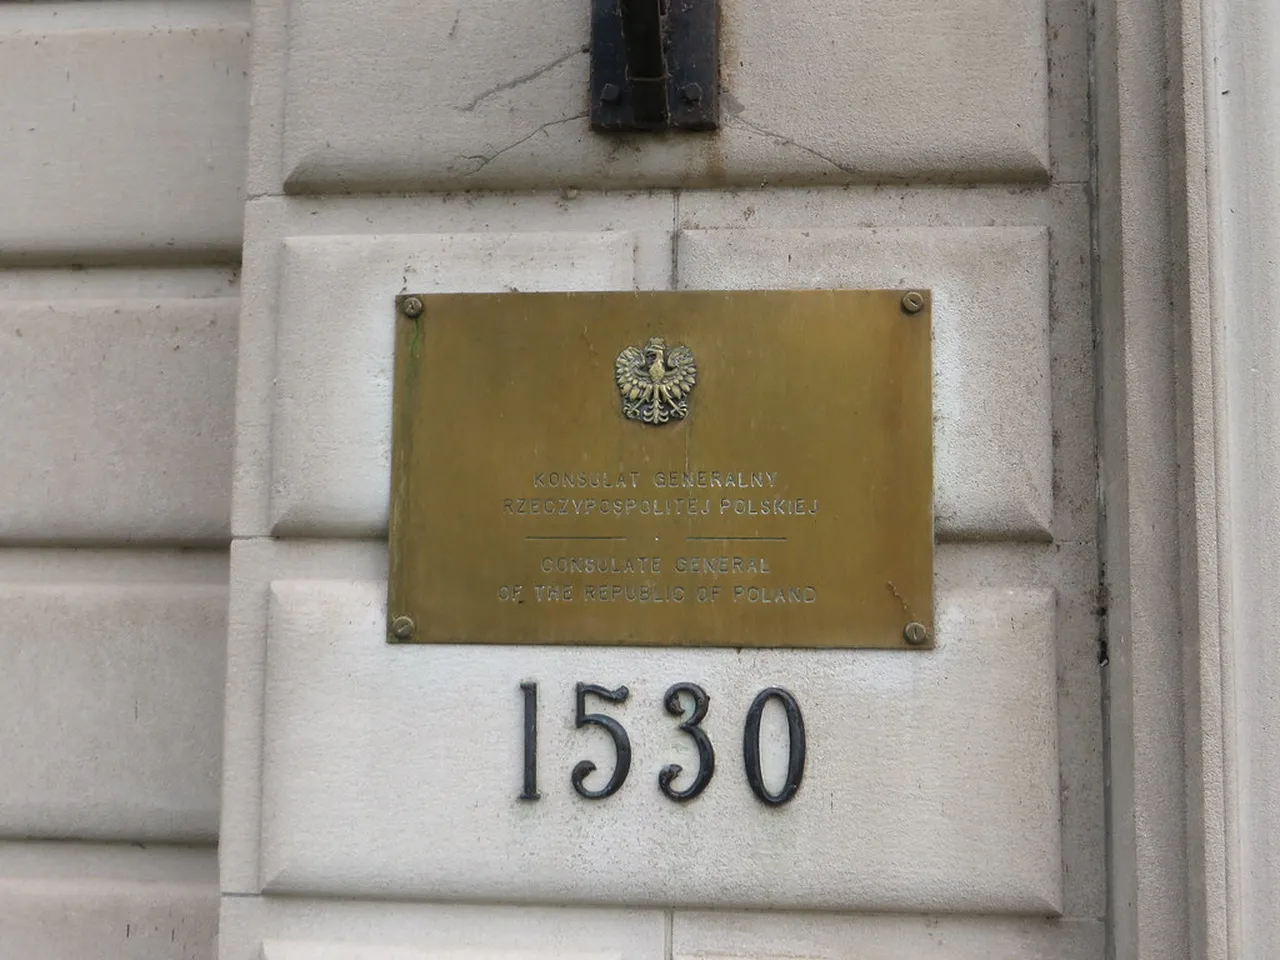 KONSULAT GENERALNY
RZECZYPOSPOLITEJ POLSKIEJ
CONSULATE GENERAL
OF THE REPUBLIC OF POLAND
1530